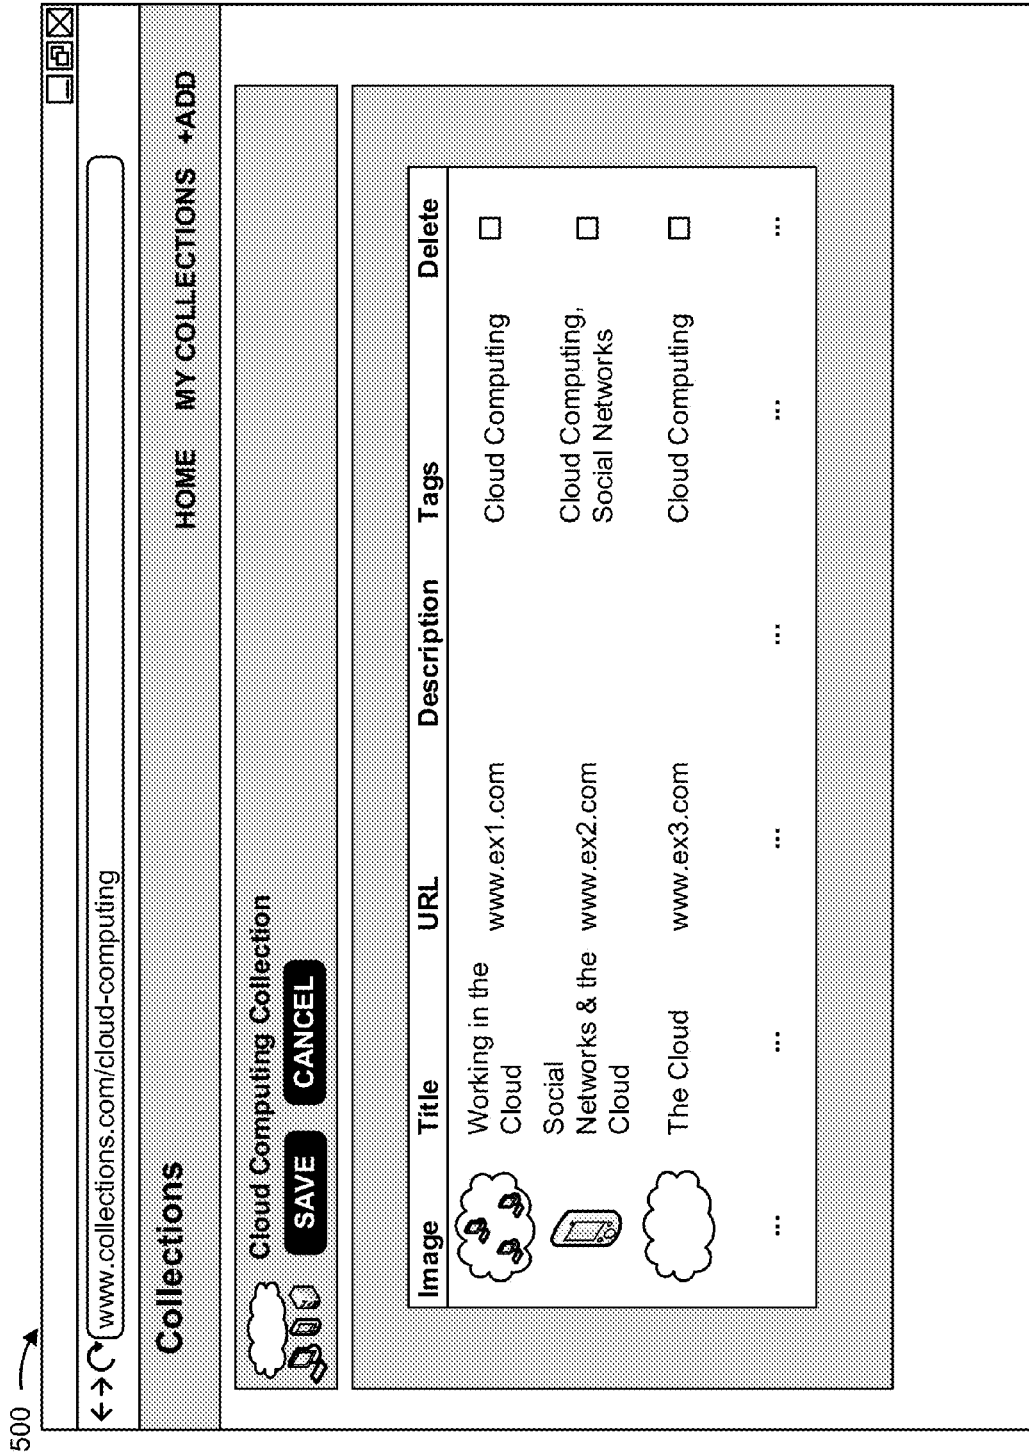 500
www.collections.com/cloud-computing
Collections HOME MY COLLECTIONS +ADD
Cloud Computing Collection
SAVE CANCEL
Image Title URL Description Tags Delete
Working in the Cloud www.ex1.com Cloud Computing
Social Networks & the Cloud www.ex2.com Cloud Computing, Social Networks
The Cloud www.ex3.com Cloud Computing
... ... ... ... ... ...